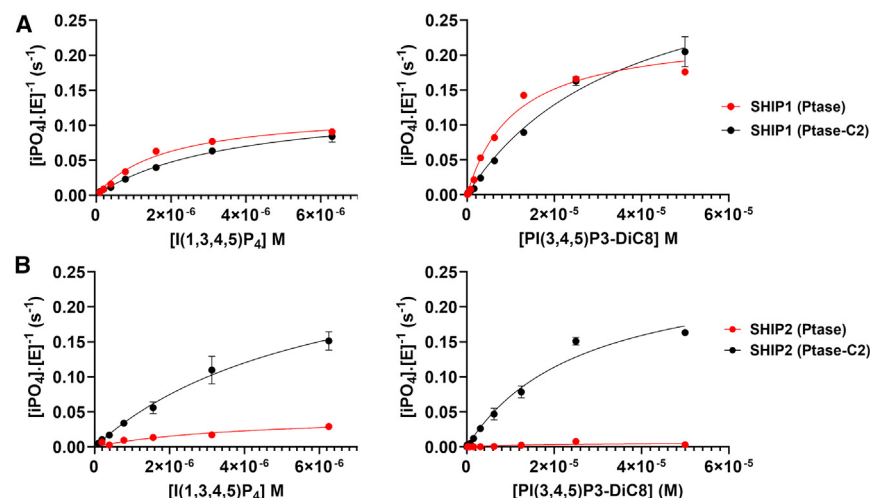 A
[iPO₄].[E]⁻¹ (s⁻¹)
0.25
0.20
0.15
0.10
0.05
0.00
0
2×10⁻⁶
4×10⁻⁶
6×10⁻⁶
[I(1,3,4,5)P₄] M
[iPO₄].[E]⁻¹ (s⁻¹)
0.25
0.20
0.15
0.10
0.05
0.00
0
2×10⁻⁵
4×10⁻⁵
6×10⁻⁵
[PI(3,4,5)P3-DiC8] M
SHIP1 (Ptase)
SHIP1 (Ptase-C2)
B
[iPO₄].[E]⁻¹ (s⁻¹)
0.25
0.20
0.15
0.10
0.05
0.00
0
2×10⁻⁶
4×10⁻⁶
6×10⁻⁶
[I(1,3,4,5)P₄] M
[iPO₄].[E]⁻¹ (s⁻¹)
0.25
0.20
0.15
0.10
0.05
0.00
0
2×10⁻⁵
4×10⁻⁵
6×10⁻⁵
[PI(3,4,5)P3-DiC8] (M)
SHIP2 (Ptase)
SHIP2 (Ptase-C2)